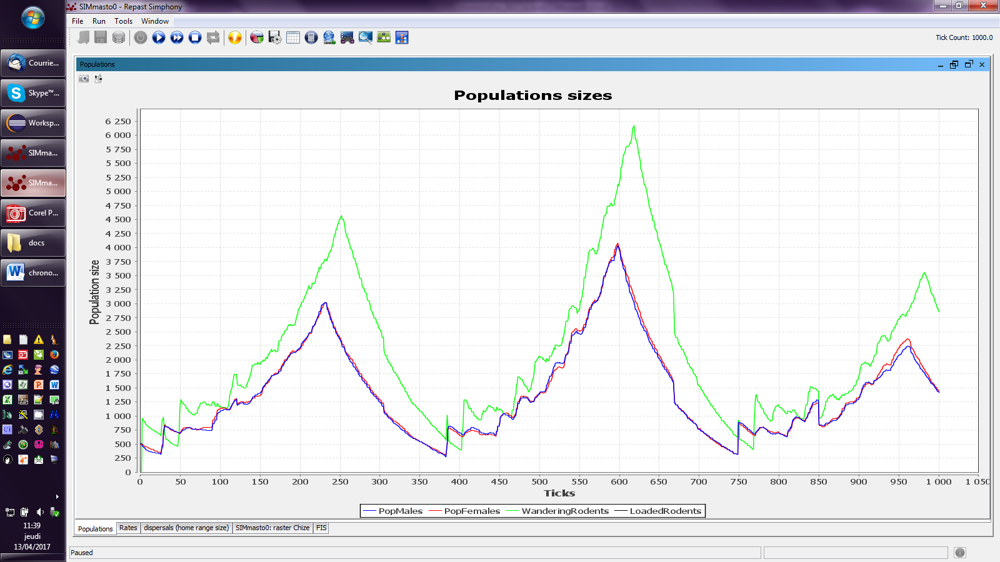 SIMmasto0 - Repast Simphony
File Run Tools Window
Tick Count: 1000.0
Courrie...
Skype™...
Worksp...
SIMma...
SIMma...
Corel P...
docs
chrono...
11:39
jeudi
13/04/2017
Populations
Populations sizes
Population size
6 250
6 000
5 750
5 500
5 250
5 000
4 750
4 500
4 250
4 000
3 750
3 500
3 250
3 000
2 750
2 500
2 250
2 000
1 750
1 500
1 250
1 000
750
500
250
0
0 50 100 150 200 250 300 350 400 450 500 550 600 650 700 750 800 850 900 950 1 000 1 050
Ticks
PopMales PopFemales WanderingRodents LoadedRodents
Populations Rates dispersals (home range size) SIMmasto0: raster Chize FIS
Paused